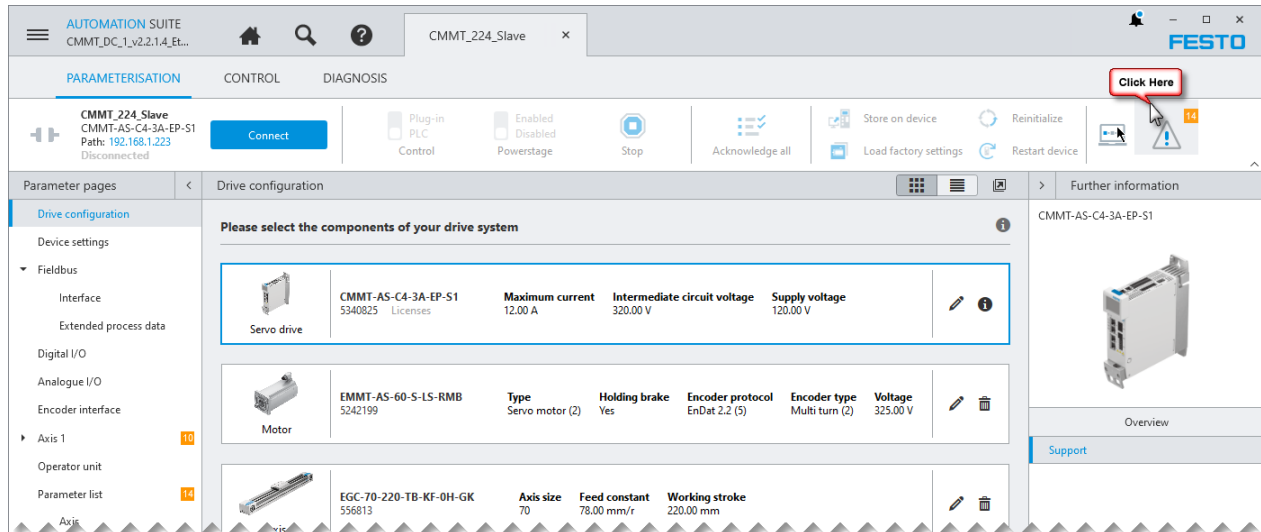 AUTOMATION SUITE
CMMT_DC_1_v2.2.1.4_Et...
CMMT_224_Slave ×
FESTO
PARAMETERISATION CONTROL DIAGNOSIS
Click Here
CMMT_224_Slave
CMMT-AS-C4-3A-EP-S1
Path: 192.168.1.223
Disconnected
Connect
Plug-in
PLC
Control
Enabled
Disabled
Powerstage
Stop
Acknowledge all
Store on device
Load factory settings
Reinitialize
Restart device
14
Parameter pages
Drive configuration
Further information
Drive configuration
Device settings
Fieldbus
Interface
Extended process data
Digital I/O
Analogue I/O
Encoder interface
Axis 1 10
Operator unit
Parameter list 14
Axis
Please select the components of your drive system
Servo drive
CMMT-AS-C4-3A-EP-S1
5340825 Licenses
Maximum current
12.00 A
Intermediate circuit voltage
320.00 V
Supply voltage
120.00 V
Motor
EMMT-AS-60-S-LS-RMB
5242199
Type
Servo motor (2)
Holding brake
Yes
Encoder protocol
EnDat 2.2 (5)
Encoder type
Multi turn (2)
Voltage
325.00 V
EGC-70-220-TB-KF-0H-GK
556813
Axis size
70
Feed constant
78.00 mm/r
Working stroke
220.00 mm
CMMT-AS-C4-3A-EP-S1
Overview
Support